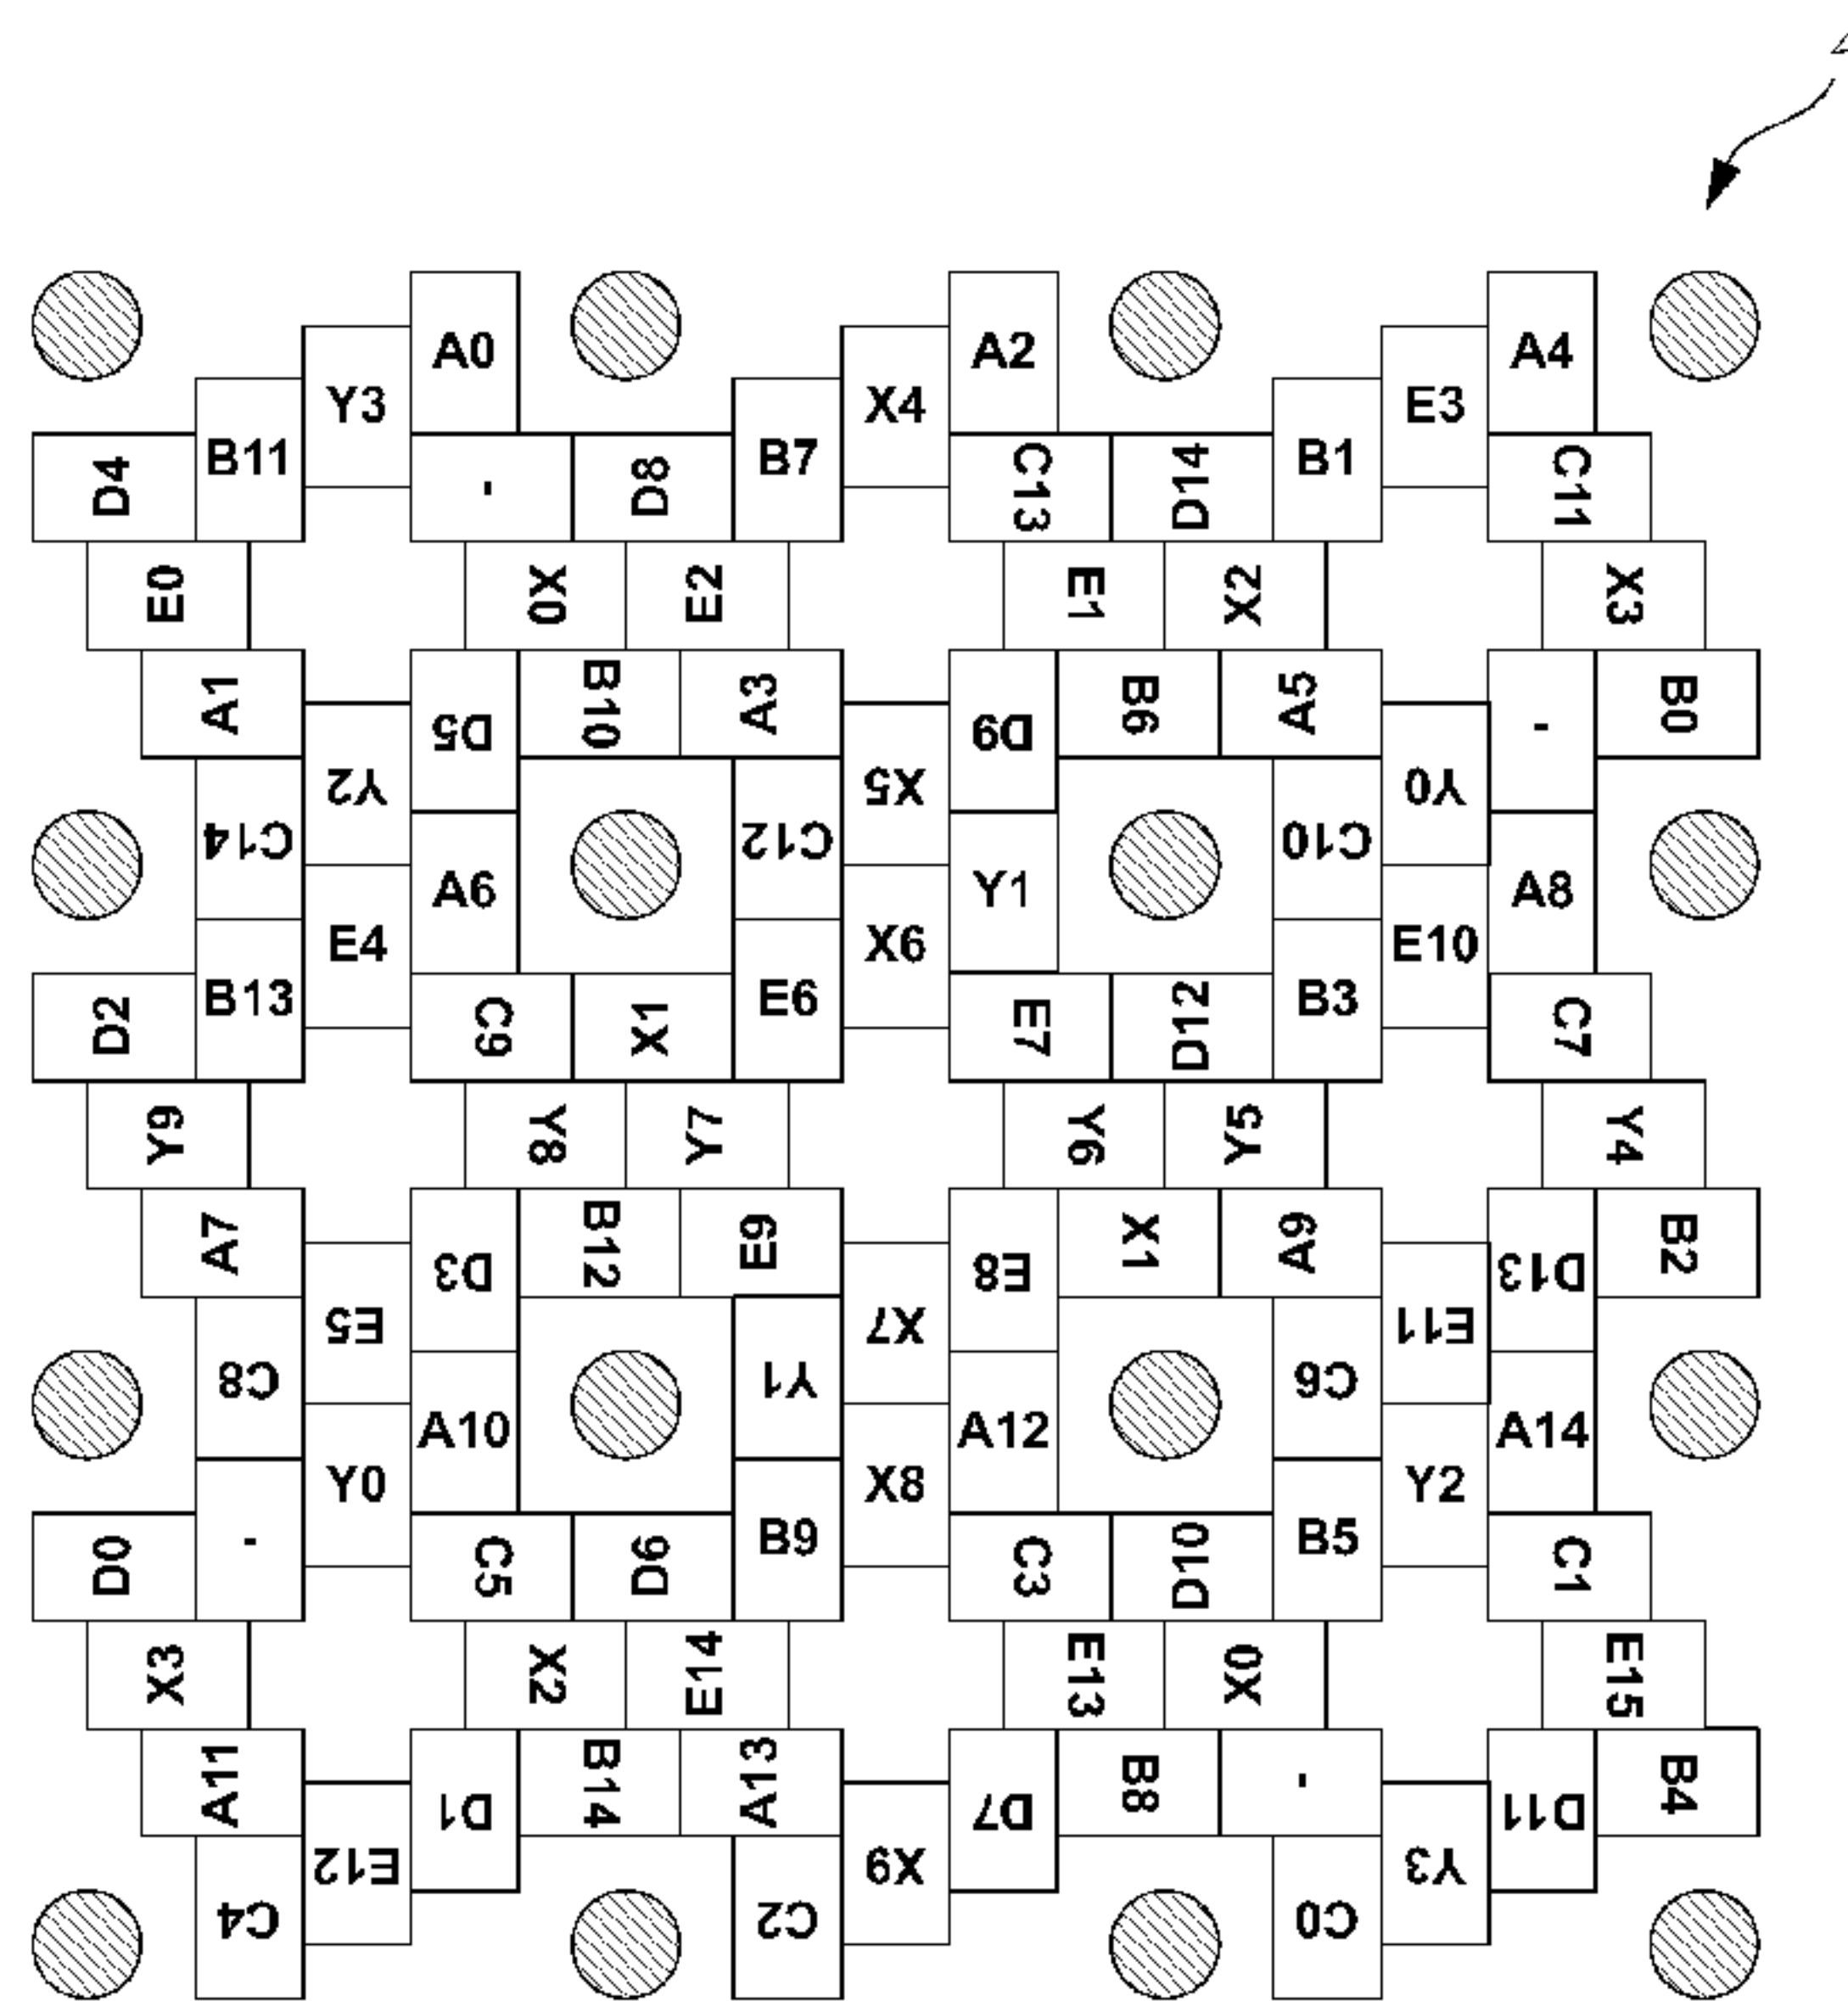 A0 A2 A4
Y3 X4 E3
B11 B7 B1
D4 - D8 C13 D14 C11
E0 X0 E2 E1 X2 X3
A1 D5 B10 A3 D9 B6 A5 - B0
Y2 X5 Y0
C14 C12 C10
A6 Y1 A8
E4 X6 E10
B13 E6 B3
D2 C9 X1 E7 D12 C7
Y9 Y8 Y7 Y6 Y5 Y4
A7 D3 B12 E9 E8 X1 A9 D13 B2
E5 X7 E11
C8 Y1 C6
A10 A12 A14
Y0 X8 Y2
- B9 B5
D0 C5 D6 C3 D10 C1
X3 X2 E14 E13 X0 E15
A11 D1 B14 A13 D7 B8 - D11 B4
E12 X9 Y3
C4 C2 C0